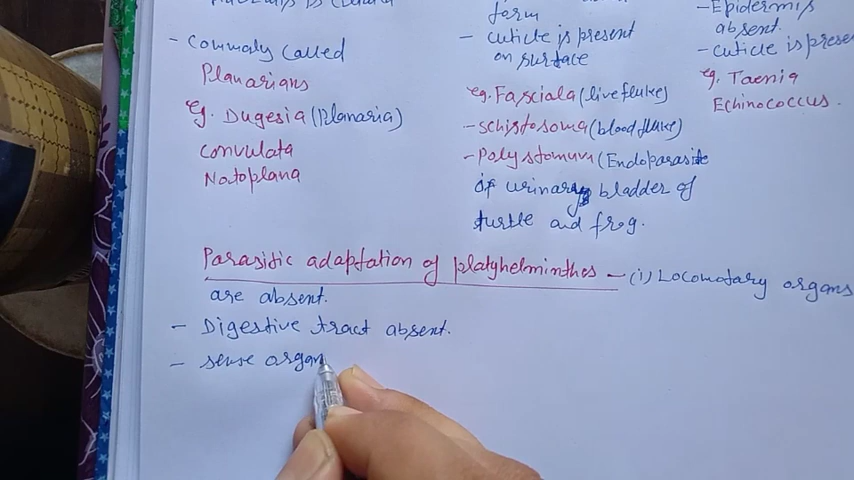 - Commonly called
Planarians
eg. Dugesia (Planaria)
Convulata
Notoplana
form
- cuticle is present
on surface
eg. Fasciala (live fluke)
- schistosoma (blood fluke)
- Polystomum (Endoparasite
of urinary bladder of
turtle and frog.
- Epidermis
absent.
- cuticle is prese
eg. Taenia
Echinococcus.
Parasitic adaptation of platyhelminthes - (i) Locomotary organs
are absent.
- Digestive tract absent.
- sense organ